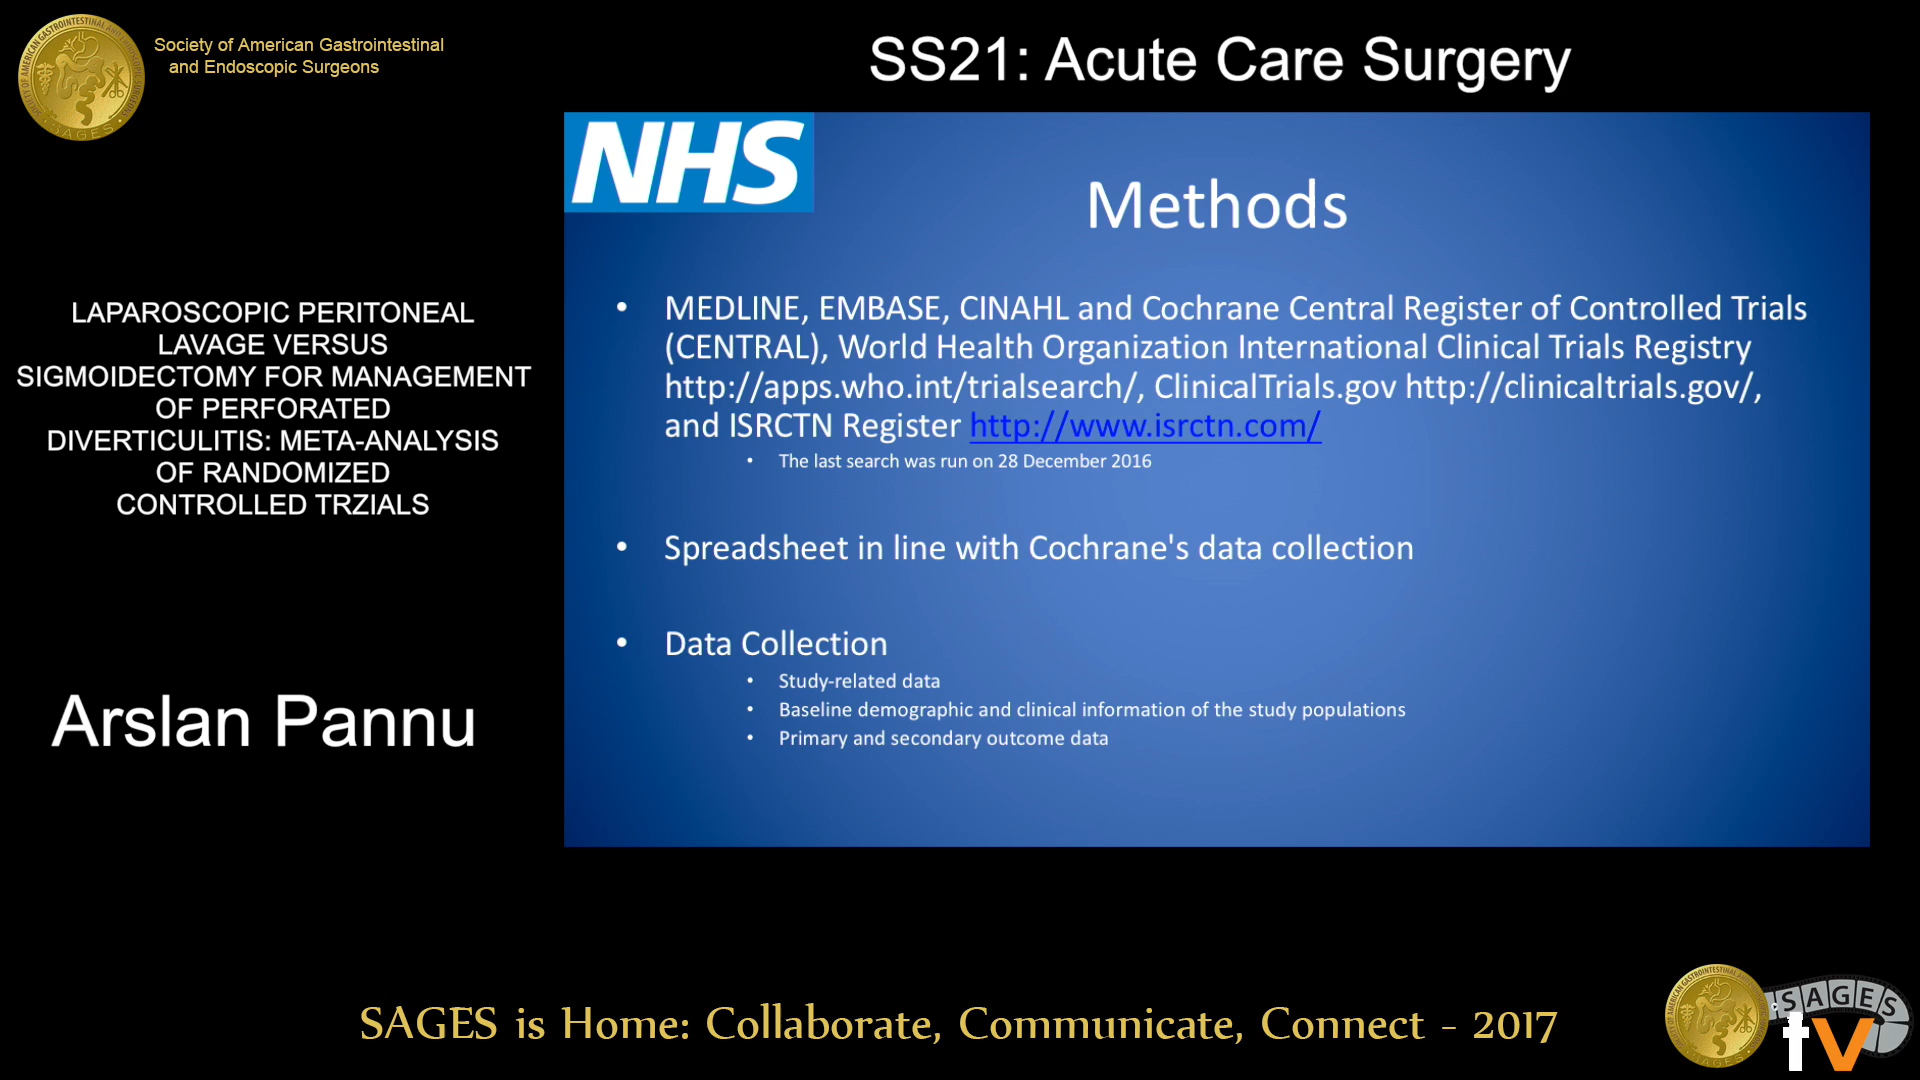 Society of American Gastrointestinal
and Endoscopic Surgeons
SS21: Acute Care Surgery
NHS
Methods
• MEDLINE, EMBASE, CINAHL and Cochrane Central Register of Controlled Trials
(CENTRAL), World Health Organization International Clinical Trials Registry
http://apps.who.int/trialsearch/, ClinicalTrials.gov http://clinicaltrials.gov/,
and ISRCTN Register http://www.isrctn.com/
• The last search was run on 28 December 2016
• Spreadsheet in line with Cochrane's data collection
• Data Collection
• Study-related data
• Baseline demographic and clinical information of the study populations
• Primary and secondary outcome data
LAPAROSCOPIC PERITONEAL
LAVAGE VERSUS
SIGMOIDECTOMY FOR MANAGEMENT
OF PERFORATED
DIVERTICULITIS: META-ANALYSIS
OF RANDOMIZED
CONTROLLED TRZIALS
Arslan Pannu
SAGES is Home: Collaborate, Communicate, Connect - 2017
SAGES
tv